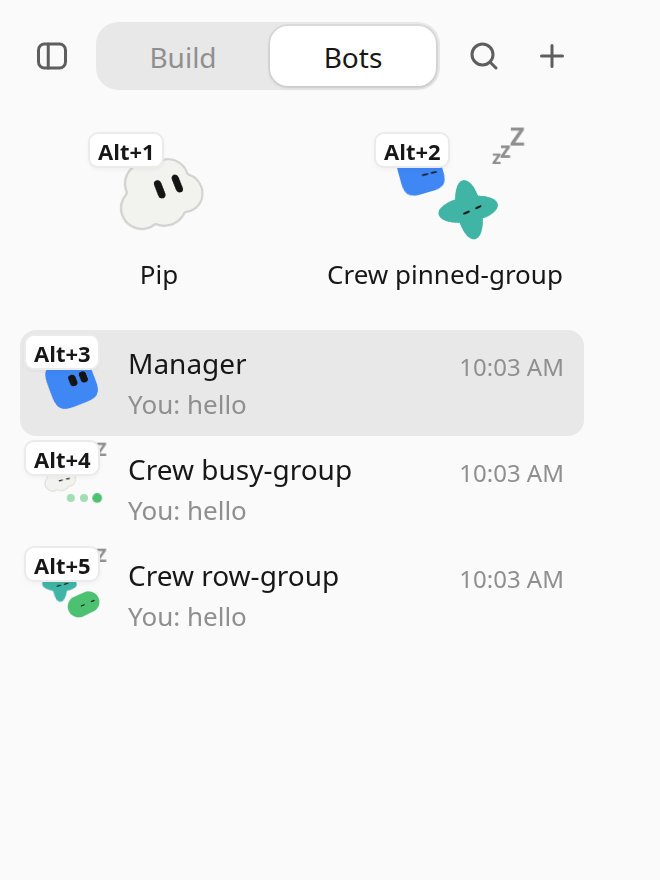 Build Bots
Alt+1
Alt+2
zzZ
Pip
Crew pinned-group
Alt+3
Manager
10:03 AM
You: hello
Alt+4
z
Crew busy-group
10:03 AM
You: hello
Alt+5
z
Crew row-group
10:03 AM
You: hello